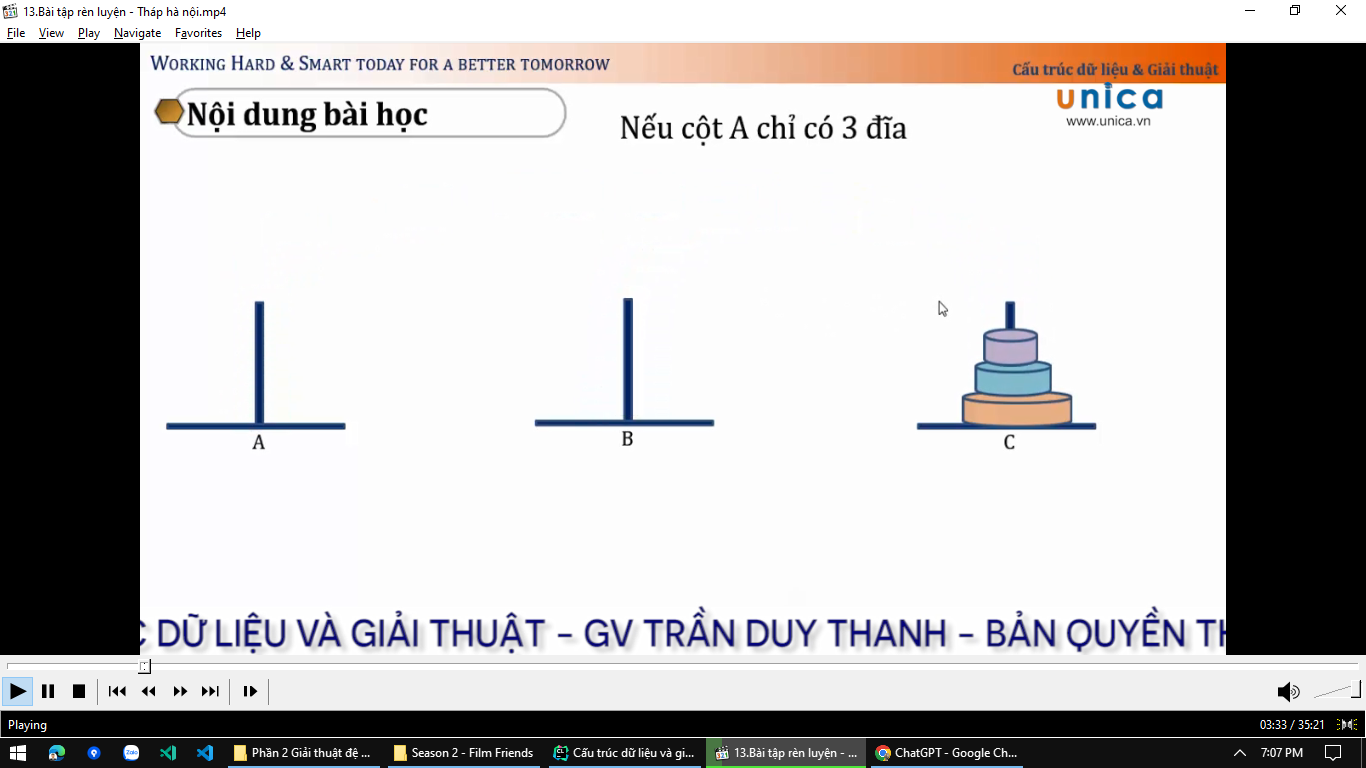 13.Bài tập rèn luyện - Tháp hà nội.mp4
File View Play Navigate Favorites Help
WORKING HARD & SMART TODAY FOR A BETTER TOMORROW
Cấu trúc dữ liệu & Giải thuật
Nội dung bài học
Nếu cột A chỉ có 3 đĩa
unica
www.unica.vn
A
B
C
C DỮ LIỆU VÀ GIẢI THUẬT - GV TRẦN DUY THANH - BẢN QUYỀN TH
Playing
03:33 / 35:21
Zalo
Phần 2 Giải thuật đệ ...
Season 2 - Film Friends
CL
Cấu trúc dữ liệu và gi...
321
13.Bài tập rèn luyện - ...
ChatGPT - Google Ch...
7:07 PM